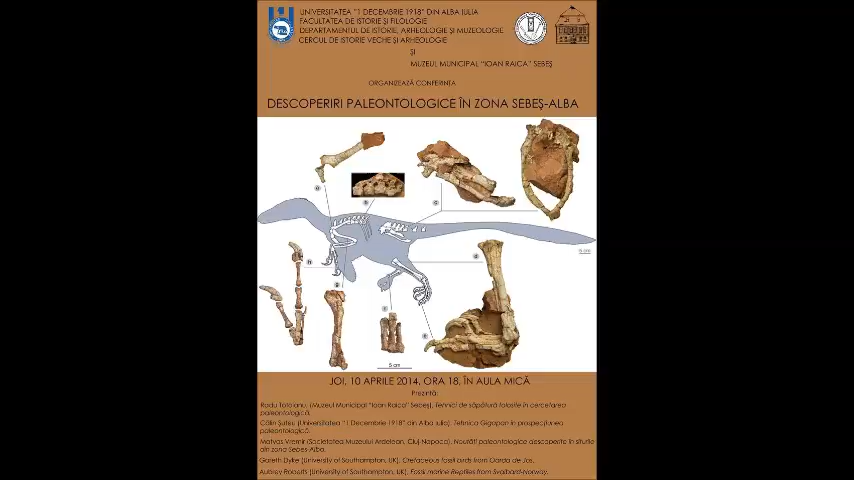 UNIVERSITATEA "1 DECEMBRIE 1918" DIN ALBA IULIA
FACULTATEA DE ISTORIE ȘI FILOLOGIE
DEPARTAMENTUL DE ISTORIE, ARHEOLOGIE ȘI MUZEOLOGIE
CERCUL DE ISTORIE VECHE ȘI ARHEOLOGIE
ȘI
MUZEUL MUNICIPAL "IOAN RAICA" SEBEȘ
ORGANIZEAZĂ CONFERINȚA
DESCOPERIRI PALEONTOLOGICE ÎN ZONA SEBEȘ-ALBA
5 cm
5 cm
JOI, 10 APRILE 2014, ORA 18, ÎN AULA MICĂ
Prezintă:
Radu Totoianu, (Muzeul Municipal "Ioan Raica" Sebeș), Tehnici de săpătură folosite în cercetarea
paleontologică.
Călin Șuteu (Universitatea "1 Decembrie 1918" din Alba Iulia), Tehnica Gigapan în prospecțiunea
paleontologică.
Matyas Vremir (Societatea Muzeului Ardelean, Cluj-Napoca), Noutăți paleontologice descoperite în siturile
din zona Sebeș-Alba.
Gareth Dyke (University of Southampton, UK), Cretaceous fossil birds from Oarda de Jos.
Aubrey Roberts (University of Southampton, UK), Fossil marine Reptiles from Svalbard-Norway.